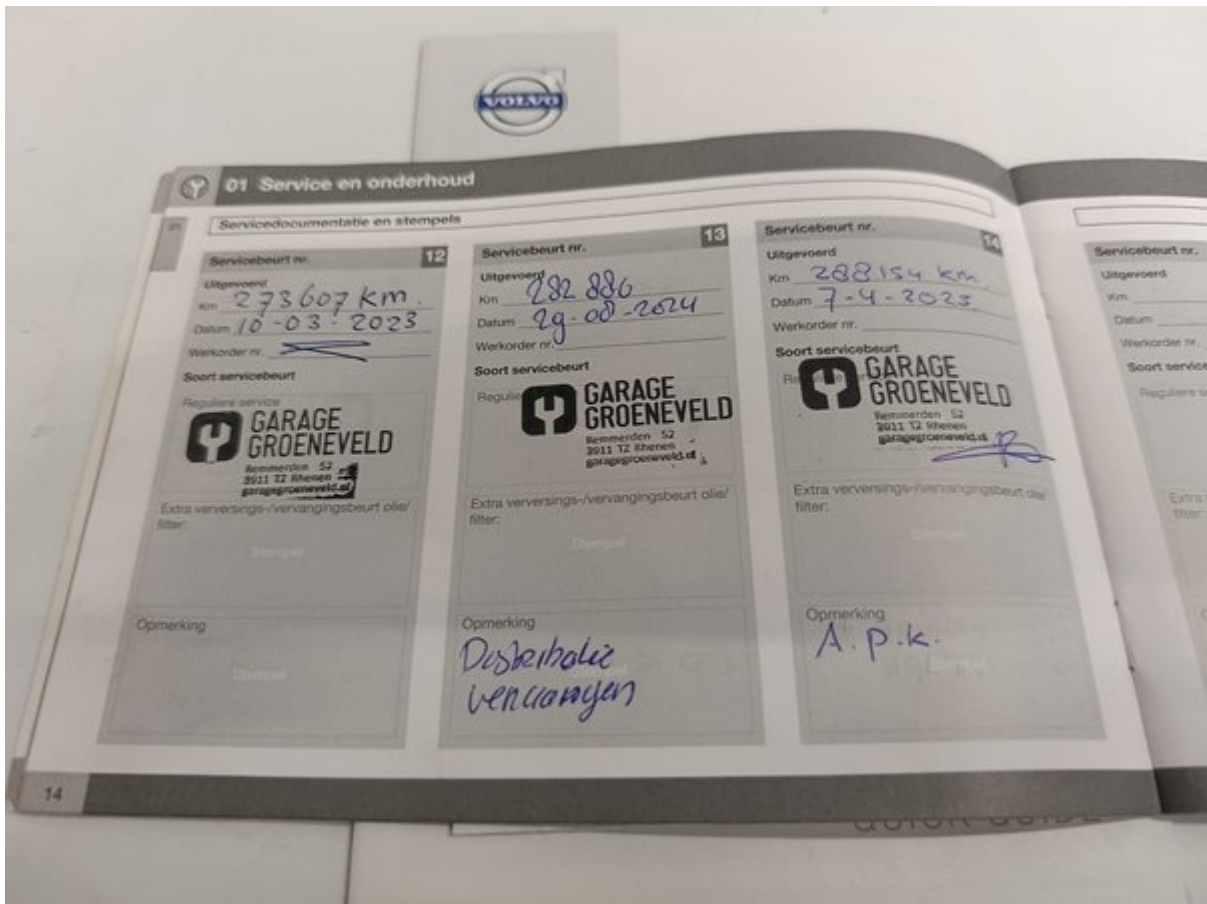 VOLVO
01 Service en onderhoud
Servicedocumentatie en stempels
Servicebeurt nr. 12
Uitgevoerd
Km 273607 km.
Datum 10-03-2023
Werkorder nr.
Soort servicebeurt
Reguliere service
GARAGE
GROENEVELD
Remmerden 52
3911 TZ Rhenen
garagegroeneveld.nl
Extra verversings-/vervangingsbeurt olie/
filter:
Stempel
Opmerking
Stempel
Servicebeurt nr. 13
Uitgevoerd
Km 282 886
Datum 29-08-2024
Werkorder nr.
Soort servicebeurt
Regulie
GARAGE
GROENEVELD
Remmerden 52
3911 TZ Rhenen
garagegroeneveld.nl
Extra verversings-/vervangingsbeurt olie/
filter:
Stempel
Opmerking
Distributie
vervangen
Servicebeurt nr. 14
Uitgevoerd
Km 288154 km.
Datum 7-4-2025.
Werkorder nr.
Soort servicebeurt
GARAGE
GROENEVELD
Remmerden 52
3911 TZ Rhenen
garagegroeneveld.nl
Extra verversings-/vervangingsbeurt olie/
filter:
Stempel
Opmerking
A.p.k.
Stempel
14
Servicebeurt nr.
Uitgevoerd
Km
Datum
Werkorder nr.
Soort service
Reguliere s
Extra
filter:
QUICK GUIDE